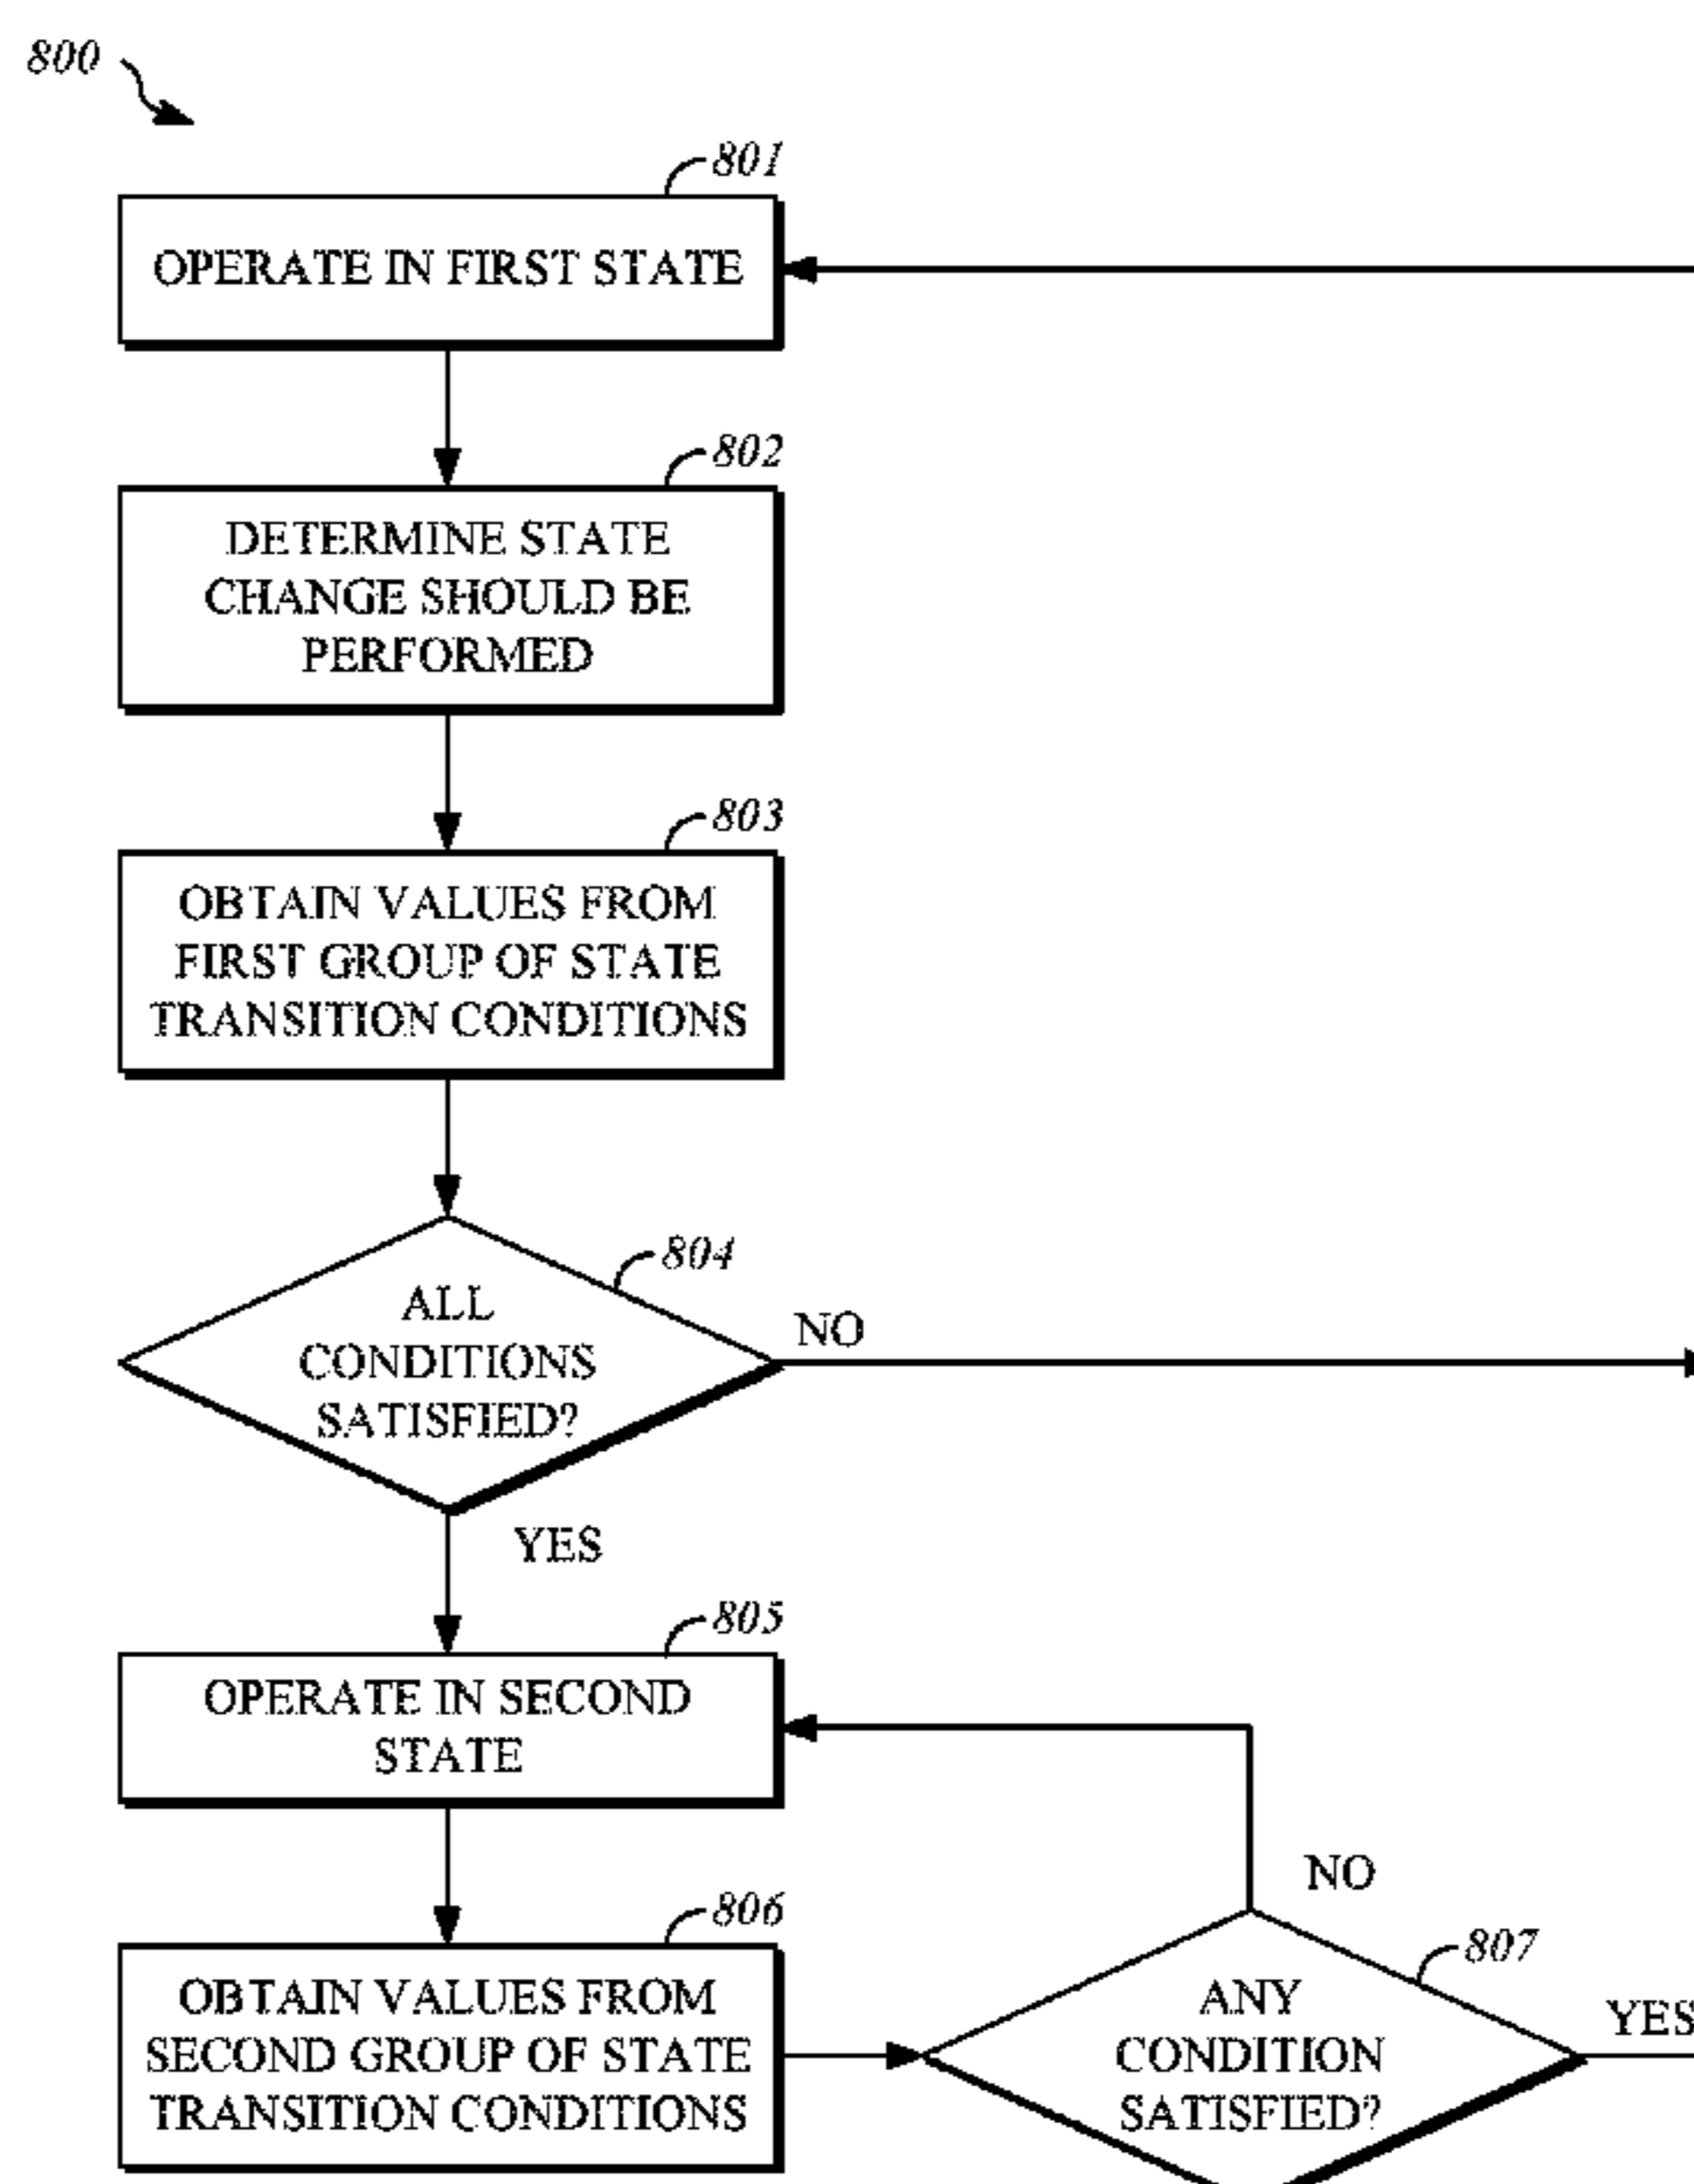 800
801
OPERATE IN FIRST STATE
802
DETERMINE STATE
CHANGE SHOULD BE
PERFORMED
803
OBTAIN VALUES FROM
FIRST GROUP OF STATE
TRANSITION CONDITIONS
804
ALL
CONDITIONS
SATISFIED?
NO
YES
805
OPERATE IN SECOND
STATE
806
OBTAIN VALUES FROM
SECOND GROUP OF STATE
TRANSITION CONDITIONS
NO
807
ANY
CONDITION
SATISFIED?
YES